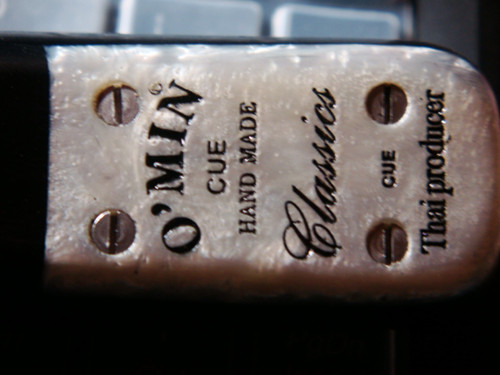 O'MIN®
CUE
HAND MADE
Classics
CUE
Thai producer